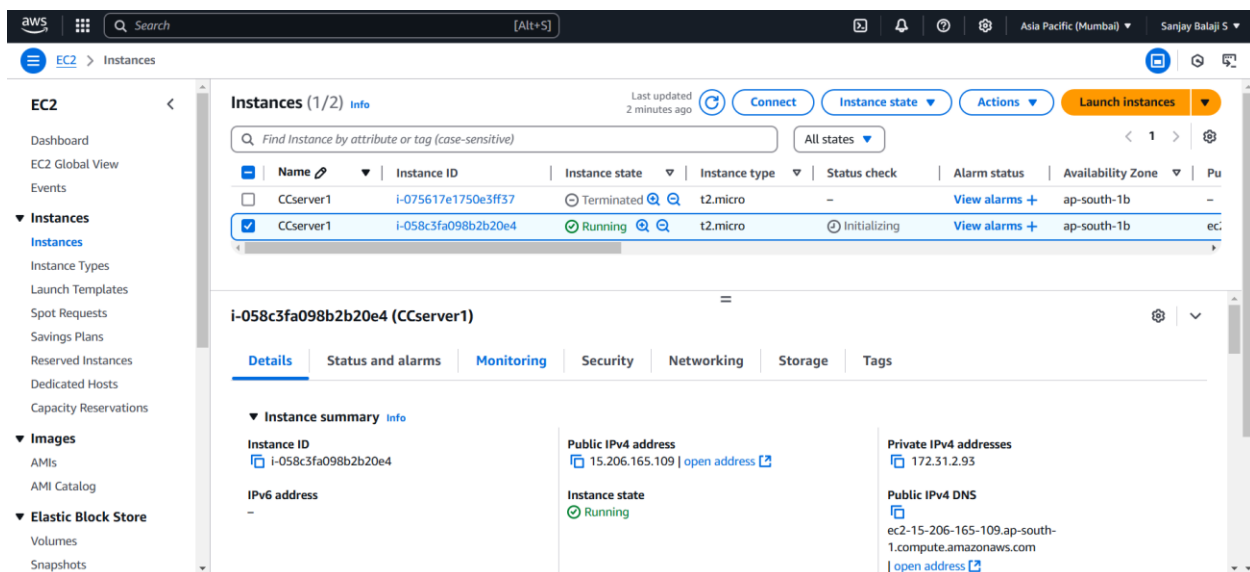 aws Search [Alt+S] Asia Pacific (Mumbai) Sanjay Balaji S
EC2 > Instances
EC2
Dashboard
EC2 Global View
Events
Instances
Instances
Instance Types
Launch Templates
Spot Requests
Savings Plans
Reserved Instances
Dedicated Hosts
Capacity Reservations
Images
AMIs
AMI Catalog
Elastic Block Store
Volumes
Snapshots
Instances (1/2) Info
Last updated
2 minutes ago
Connect Instance state Actions Launch instances
Find Instance by attribute or tag (case-sensitive) All states 1
Name Instance ID Instance state Instance type Status check Alarm status Availability Zone Pu
CCserver1 i-075617e1750e3ff37 Terminated t2.micro – View alarms + ap-south-1b –
CCserver1 i-058c3fa098b2b20e4 Running t2.micro Initializing View alarms + ap-south-1b ec2
i-058c3fa098b2b20e4 (CCserver1)
Details Status and alarms Monitoring Security Networking Storage Tags
Instance summary Info
Instance ID
i-058c3fa098b2b20e4
Public IPv4 address
15.206.165.109 | open address
Private IPv4 addresses
172.31.2.93
IPv6 address
–
Instance state
Running
Public IPv4 DNS
ec2-15-206-165-109.ap-south-
1.compute.amazonaws.com
| open address